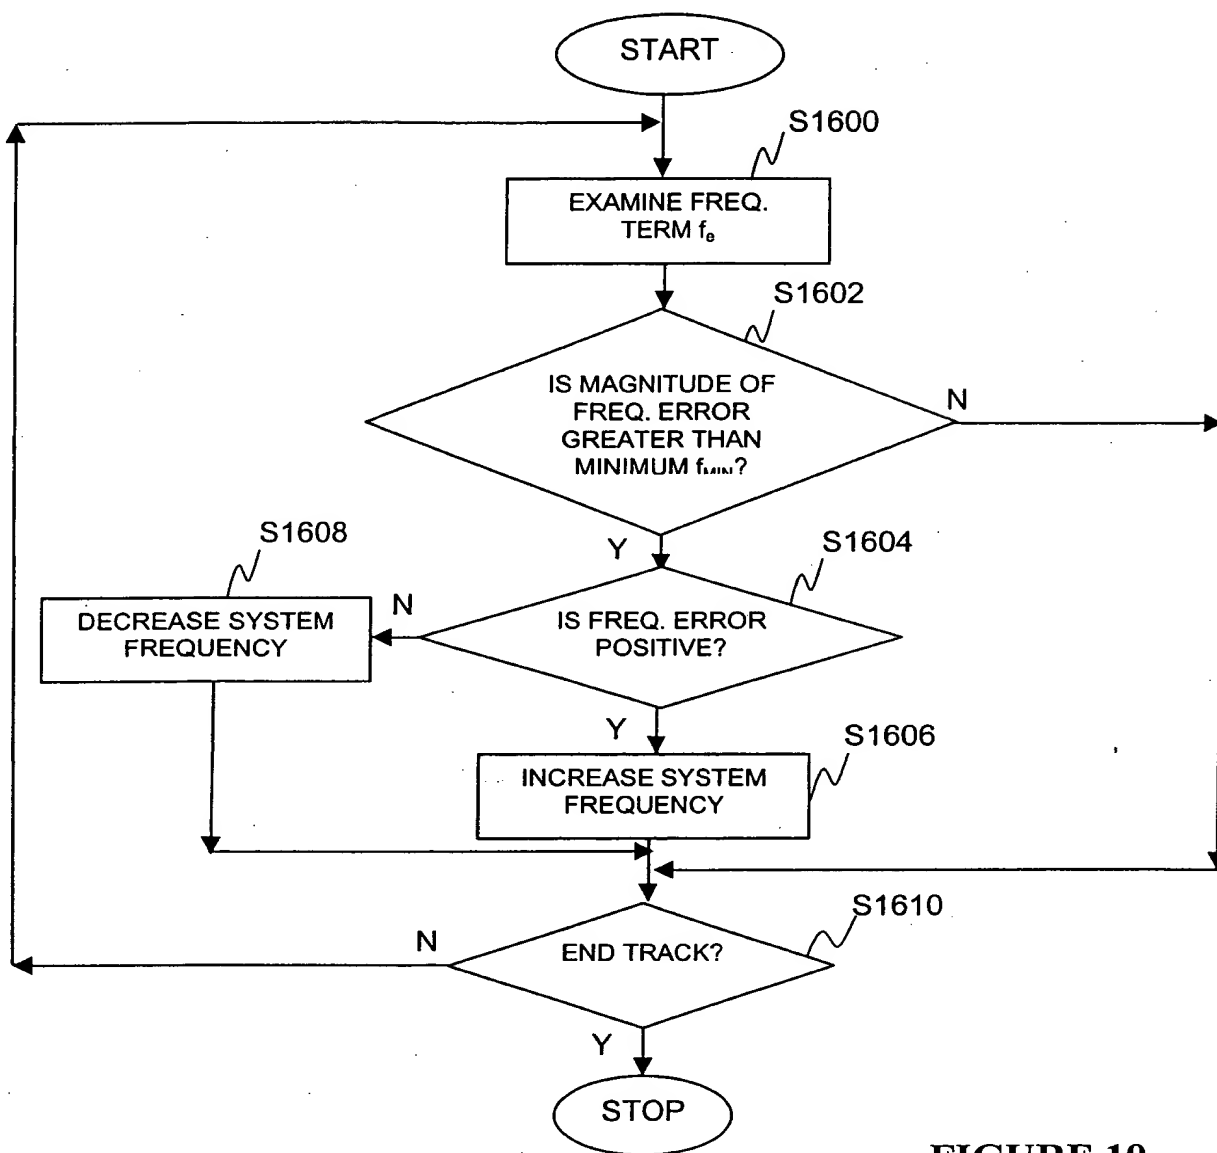 START
S1600
EXAMINE FREQ.
TERM fe
S1602
IS MAGNITUDE OF
FREQ. ERROR
GREATER THAN
MINIMUM fMIN?
N
Y
S1604
S1608
IS FREQ. ERROR
POSITIVE?
N
DECREASE SYSTEM
FREQUENCY
Y
S1606
INCREASE SYSTEM
FREQUENCY
S1610
END TRACK?
N
Y
STOP